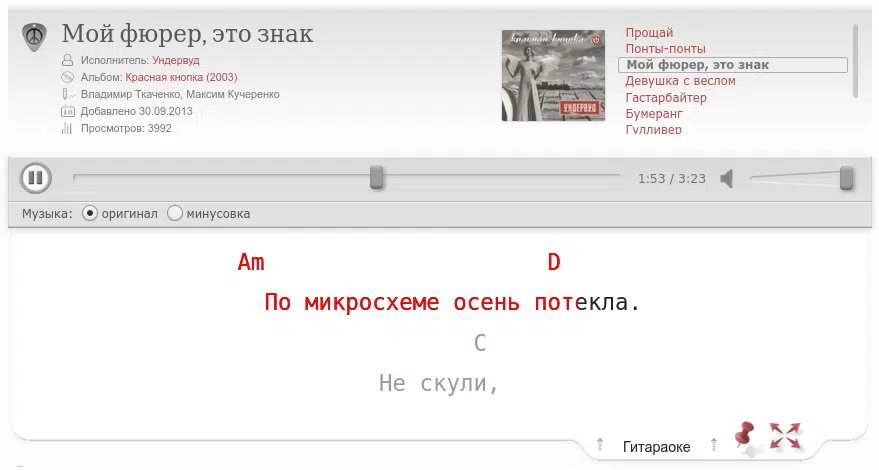 Мой фюрер, это знак
Исполнитель: Ундервуд
Альбом: Красная кнопка (2003)
Владимир Ткаченко, Максим Кучеренко
Добавлено 30.09.2013
Просмотров: 3992
красная кнопка
УНДЕРВУД
Прощай
Понты-понты
Мой фюрер, это знак
Девушка с веслом
Гастарбайтер
Бумеранг
Гулливер
1:53 / 3:23
Музыка: оригинал минусовка
Am D
По микросхеме осень потекла.
C
Не скули,
Гитараоке